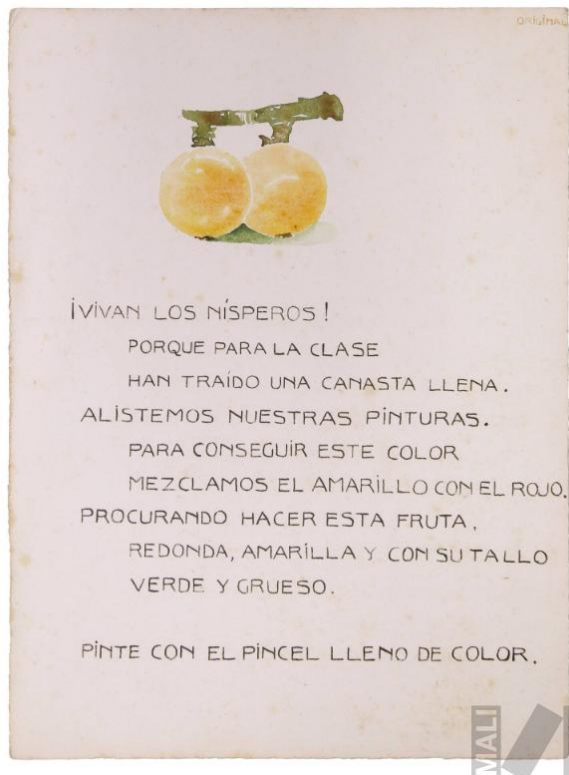 ORIGINAL
¡VIVAN LOS NÍSPEROS!
PORQUE PARA LA CLASE
HAN TRAÍDO UNA CANASTA LLENA.
ALISTEMOS NUESTRAS PINTURAS.
PARA CONSEGUIR ESTE COLOR
MEZCLAMOS EL AMARILLO CON EL ROJO.
PROCURANDO HACER ESTA FRUTA,
REDONDA, AMARILLA Y CON SU TALLO
VERDE Y GRUESO.
PINTE CON EL PINCEL LLENO DE COLOR.
MALI